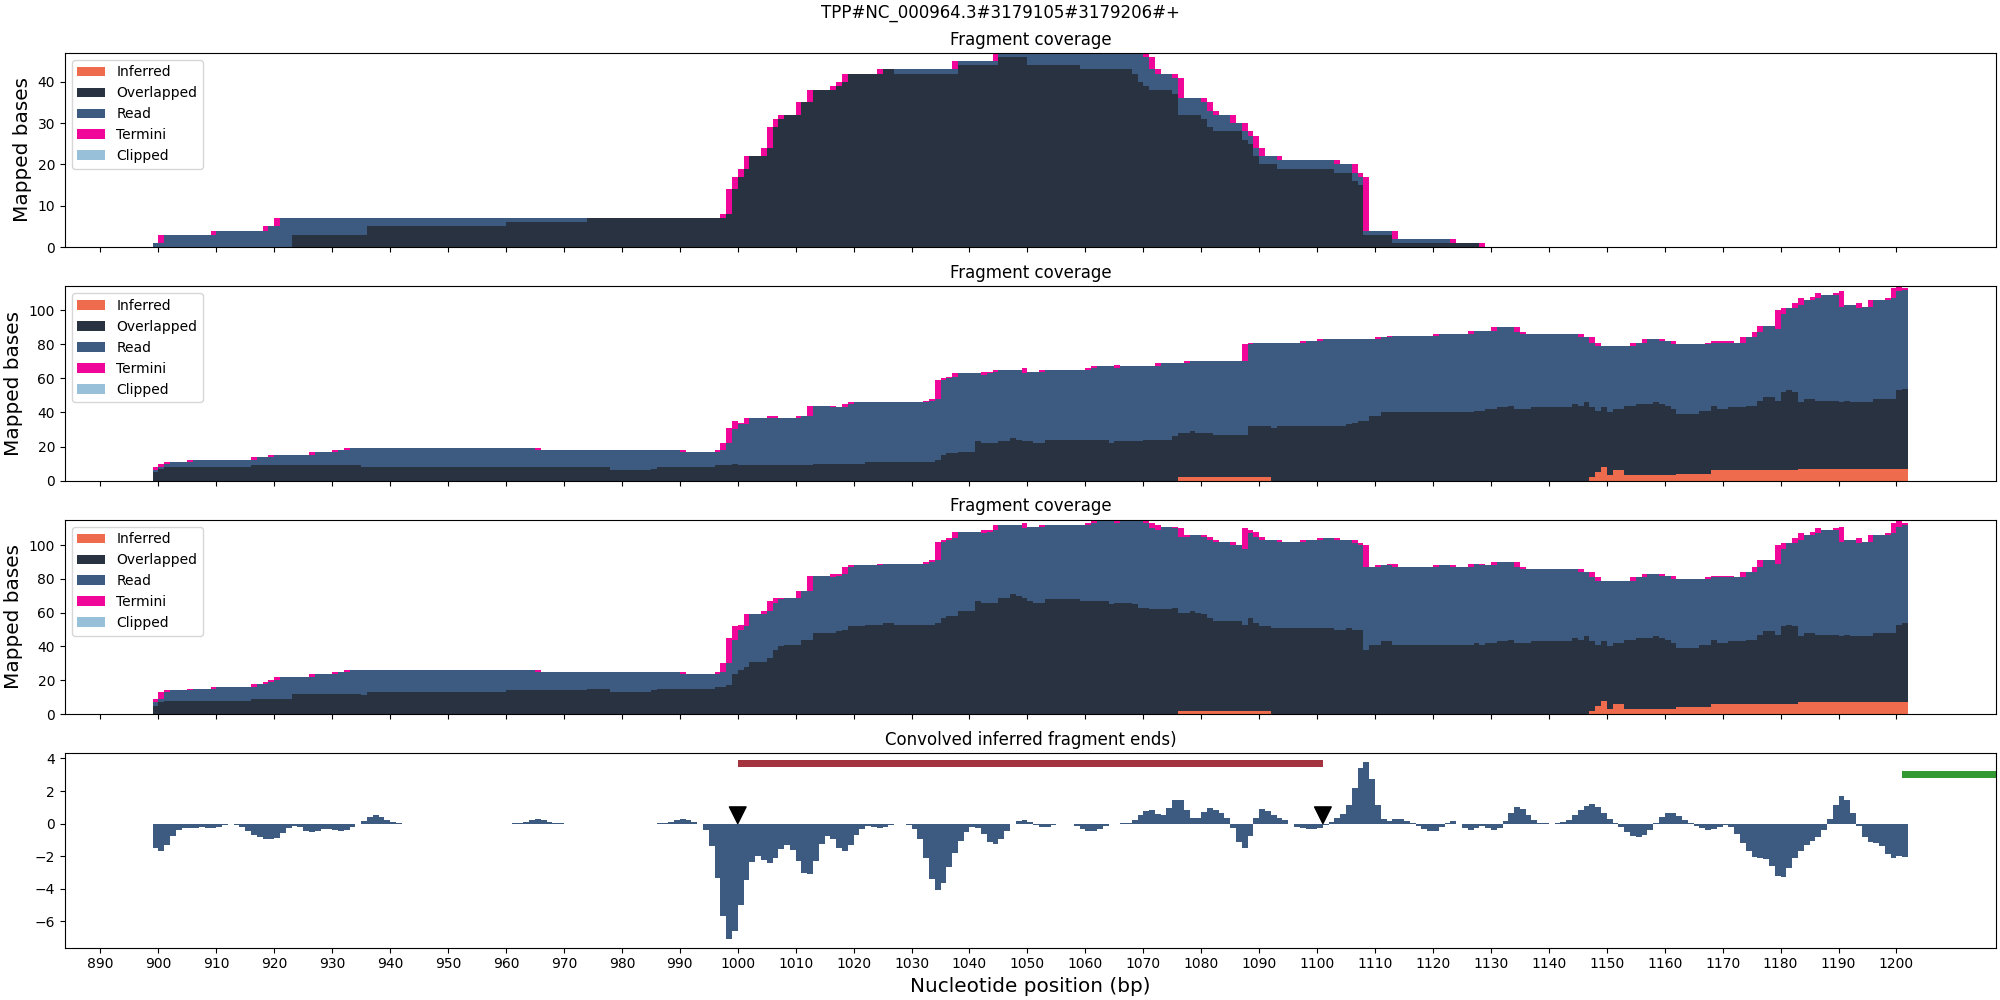 TPP#NC_000964.3#3179105#3179206#+
Fragment coverage
Mapped bases
40
30
20
10
0
Inferred
Overlapped
Read
Termini
Clipped
Fragment coverage
Mapped bases
100
80
60
40
20
0
Inferred
Overlapped
Read
Termini
Clipped
Fragment coverage
Mapped bases
100
80
60
40
20
0
Inferred
Overlapped
Read
Termini
Clipped
Convolved inferred fragment ends)
4
2
0
−2
−4
−6
890 900 910 920 930 940 950 960 970 980 990 1000 1010 1020 1030 1040 1050 1060 1070 1080 1090 1100 1110 1120 1130 1140 1150 1160 1170 1180 1190 1200
Nucleotide position (bp)